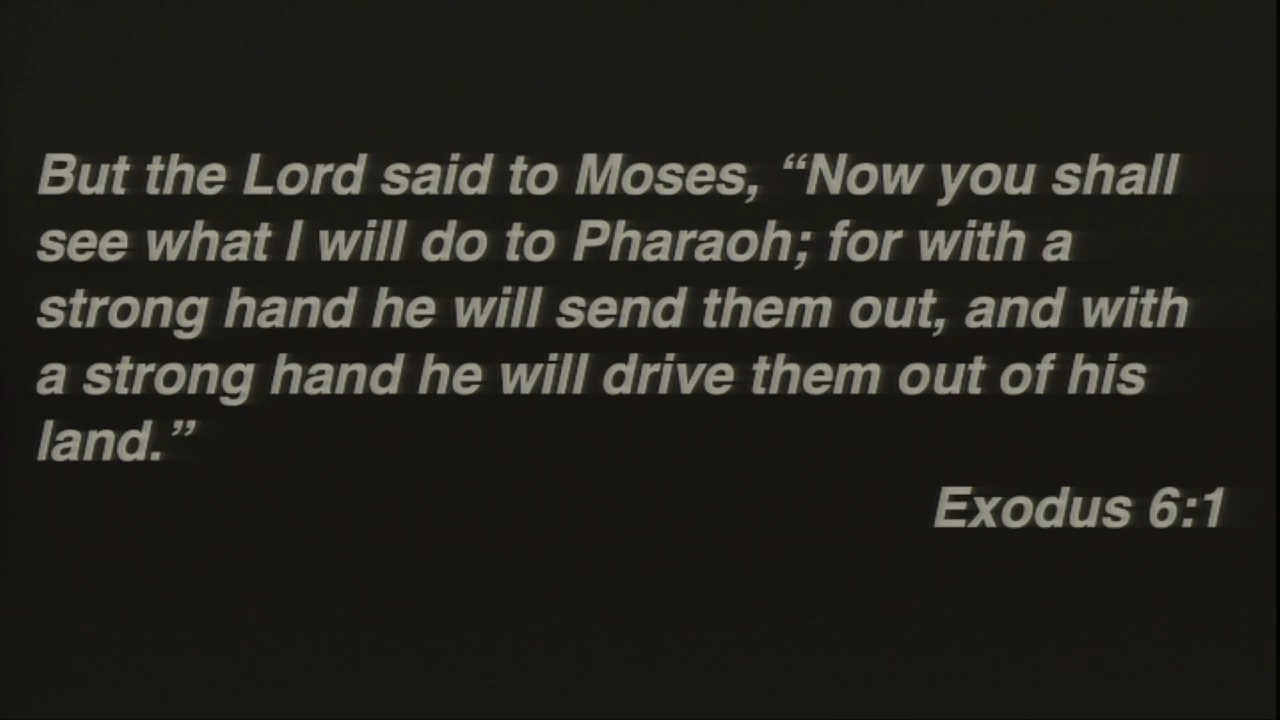 But the Lord said to Moses, “Now you shall
see what I will do to Pharaoh; for with a
strong hand he will send them out, and with
a strong hand he will drive them out of his
land.”
Exodus 6:1